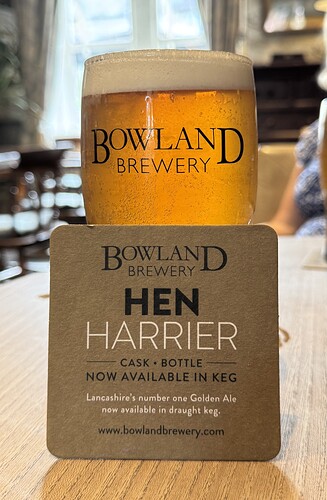 BOWLAND
BREWERY
BOWLAND
BREWERY
HEN
HARRIER
CASK • BOTTLE
NOW AVAILABLE IN KEG
Lancashire's number one Golden Ale
now available in draught keg.
www.bowlandbrewery.com